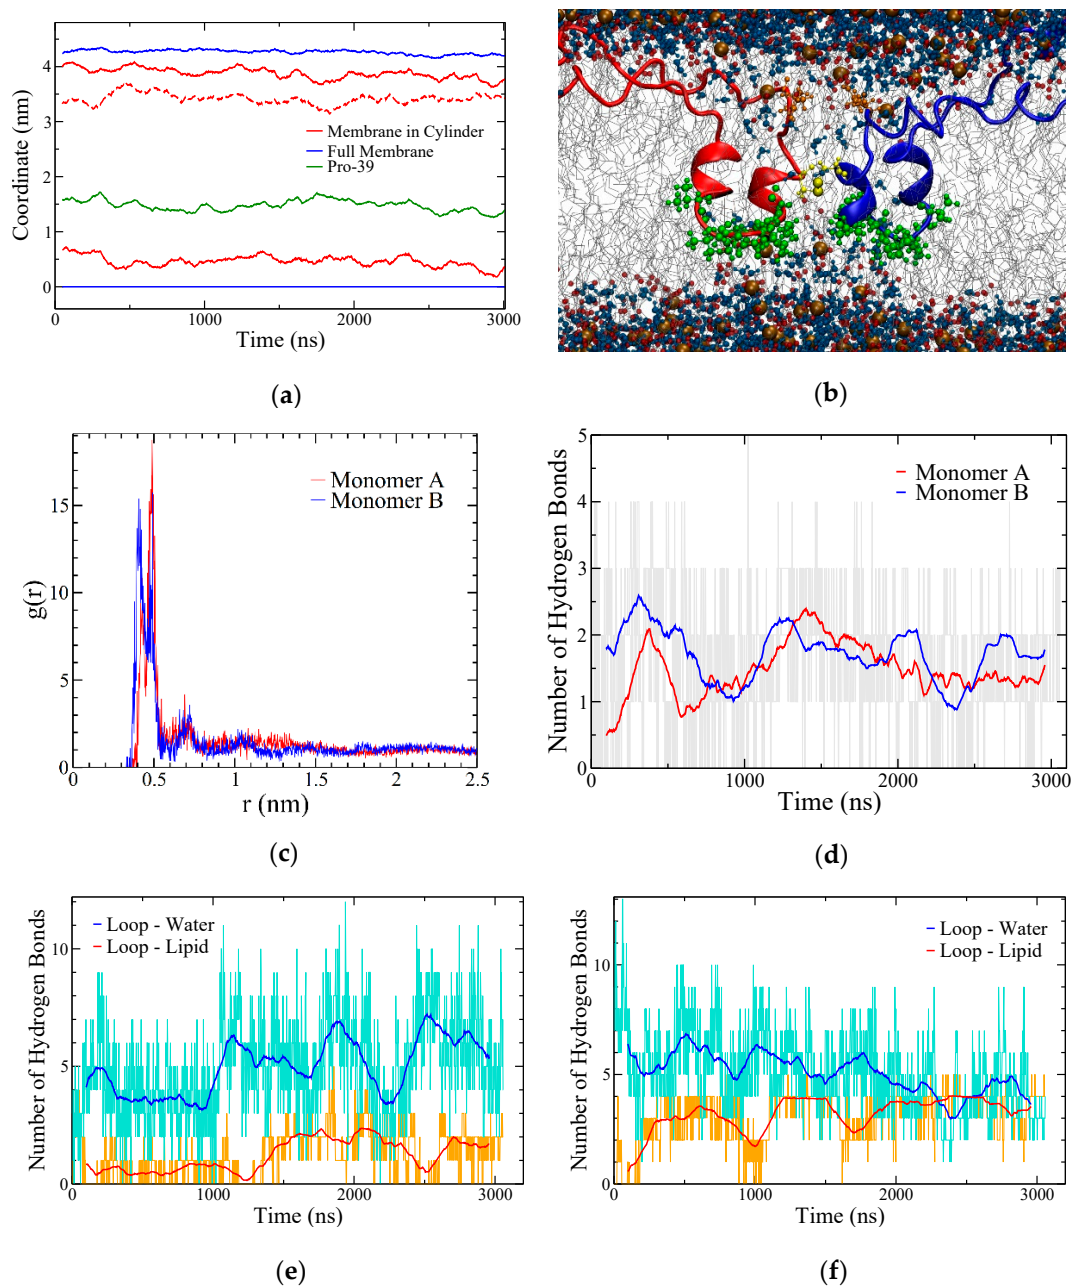 Coordinate (nm)
4
3
2
1
0
Membrane in Cylinder
Full Membrane
Pro-39
0 1000 2000 3000
Time (ns)
(a)
(b)
g(r)
15
10
5
0
Monomer A
Monomer B
0 0.5 1 1.5 2 2.5
r (nm)
(c)
Number of Hydrogen Bonds
5
4
3
2
1
0
Monomer A
Monomer B
0 1000 2000 3000
Time (ns)
(d)
Number of Hydrogen Bonds
10
5
0
Loop - Water
Loop - Lipid
0 1000 2000 3000
Time (ns)
(e)
Number of Hydrogen Bonds
10
5
0
Loop - Water
Loop - Lipid
0 1000 2000 3000
Time (ns)
(f)